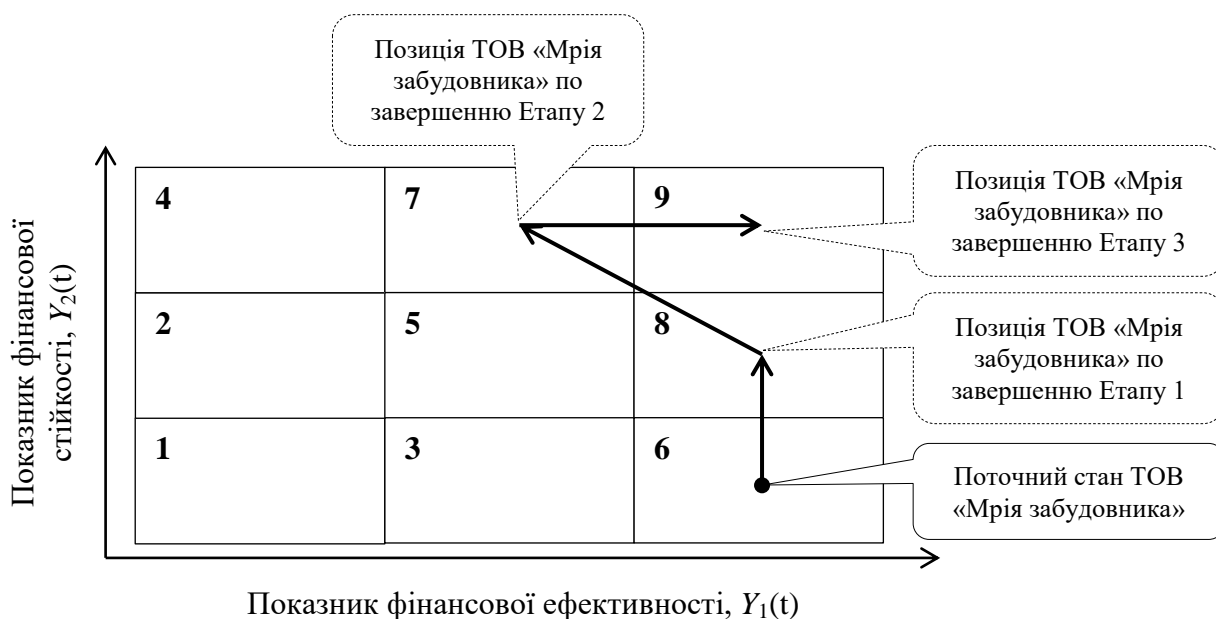 Позиція ТОВ «Мрія
забудовника» по
завершенню Етапу 2
Показник фінансової
стійкості, Y2(t)
4
7
9
2
5
8
1
3
6
Позиція ТОВ «Мрія
забудовника» по
завершенню Етапу 3
Позиція ТОВ «Мрія
забудовника» по
завершенню Етапу 1
Поточний стан ТОВ
«Мрія забудовника»
Показник фінансової ефективності, Y1(t)